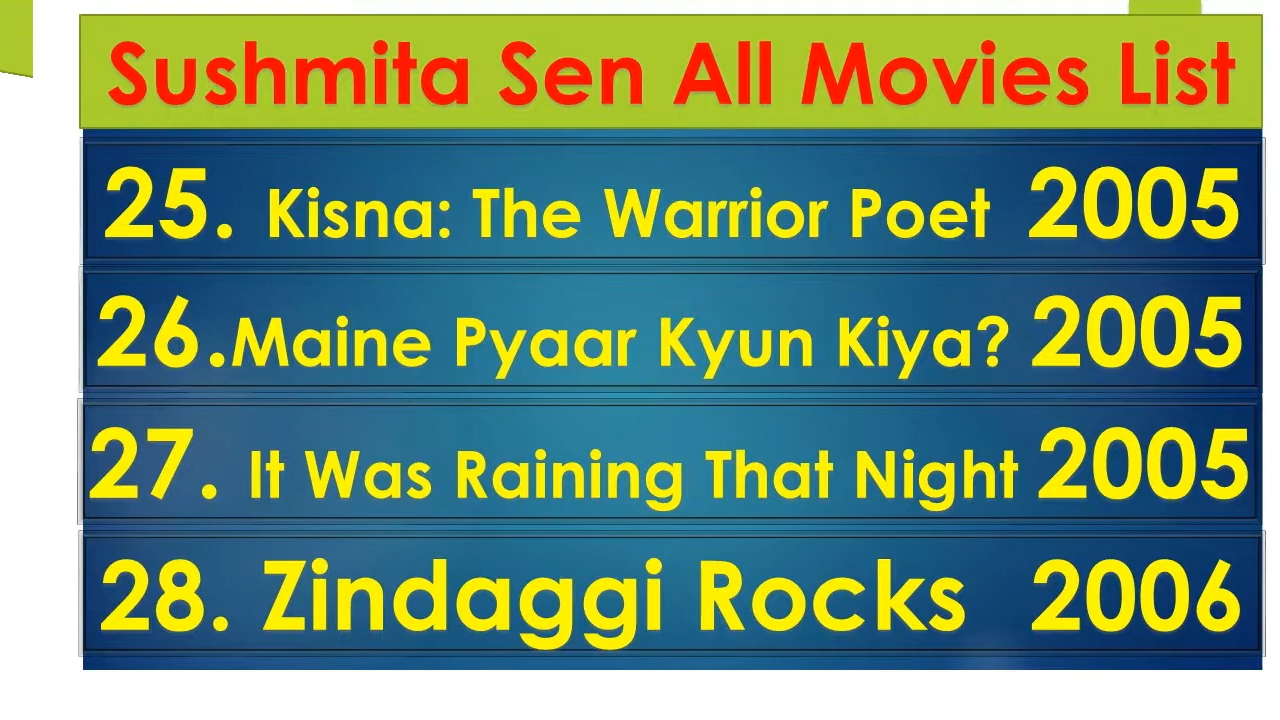 Sushmita Sen All Movies List
25. Kisna: The Warrior Poet 2005
26.Maine Pyaar Kyun Kiya? 2005
27. It Was Raining That Night 2005
28. Zindaggi Rocks 2006